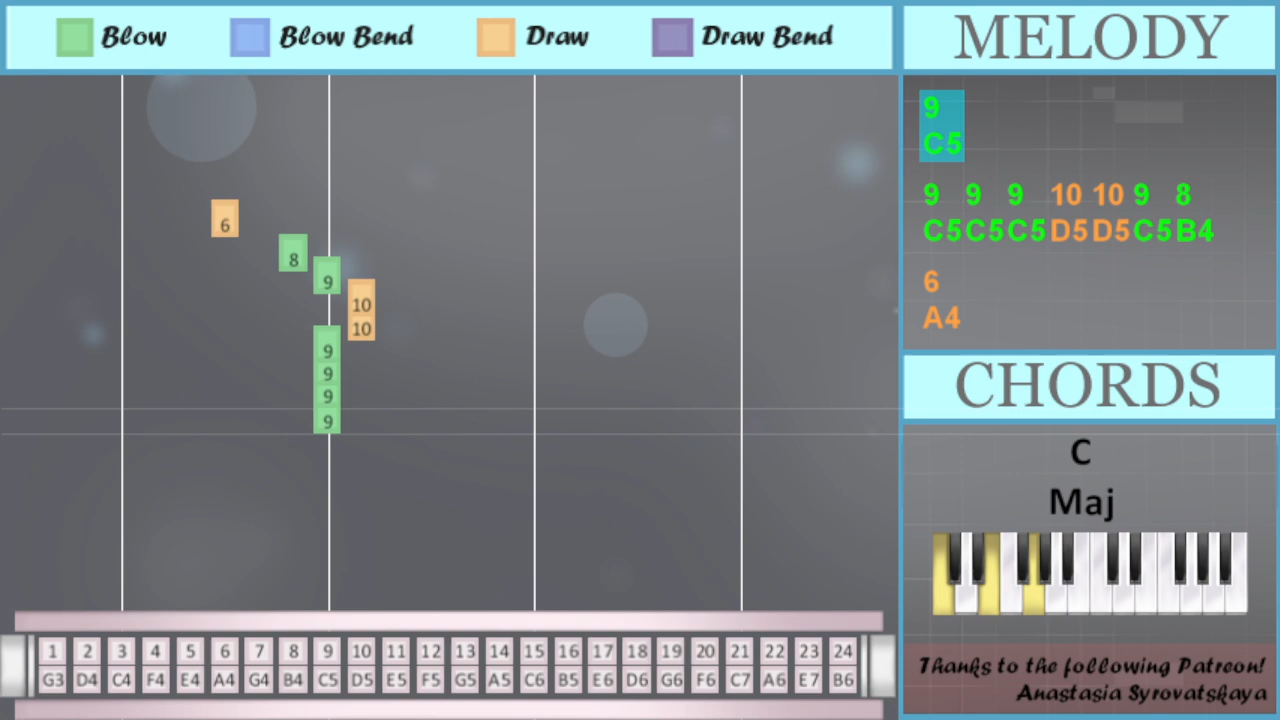 Blow Blow Bend Draw Draw Bend
MELODY
9
C5
9 9 9 10 10 9 8
C5 C5 C5 D5 D5 C5 B4
6
A4
6
8
9
10
10
9
9
9
9
CHORDS
C
Maj
1 2 3 4 5 6 7 8 9 10 11 12 13 14 15 16 17 18 19 20 21 22 23 24
G3 D4 C4 F4 E4 A4 G4 B4 C5 D5 E5 F5 G5 A5 C6 B5 E6 D6 G6 F6 C7 A6 E7 B6
Thanks to the following Patreon!
Anastasia Syrovatskaya